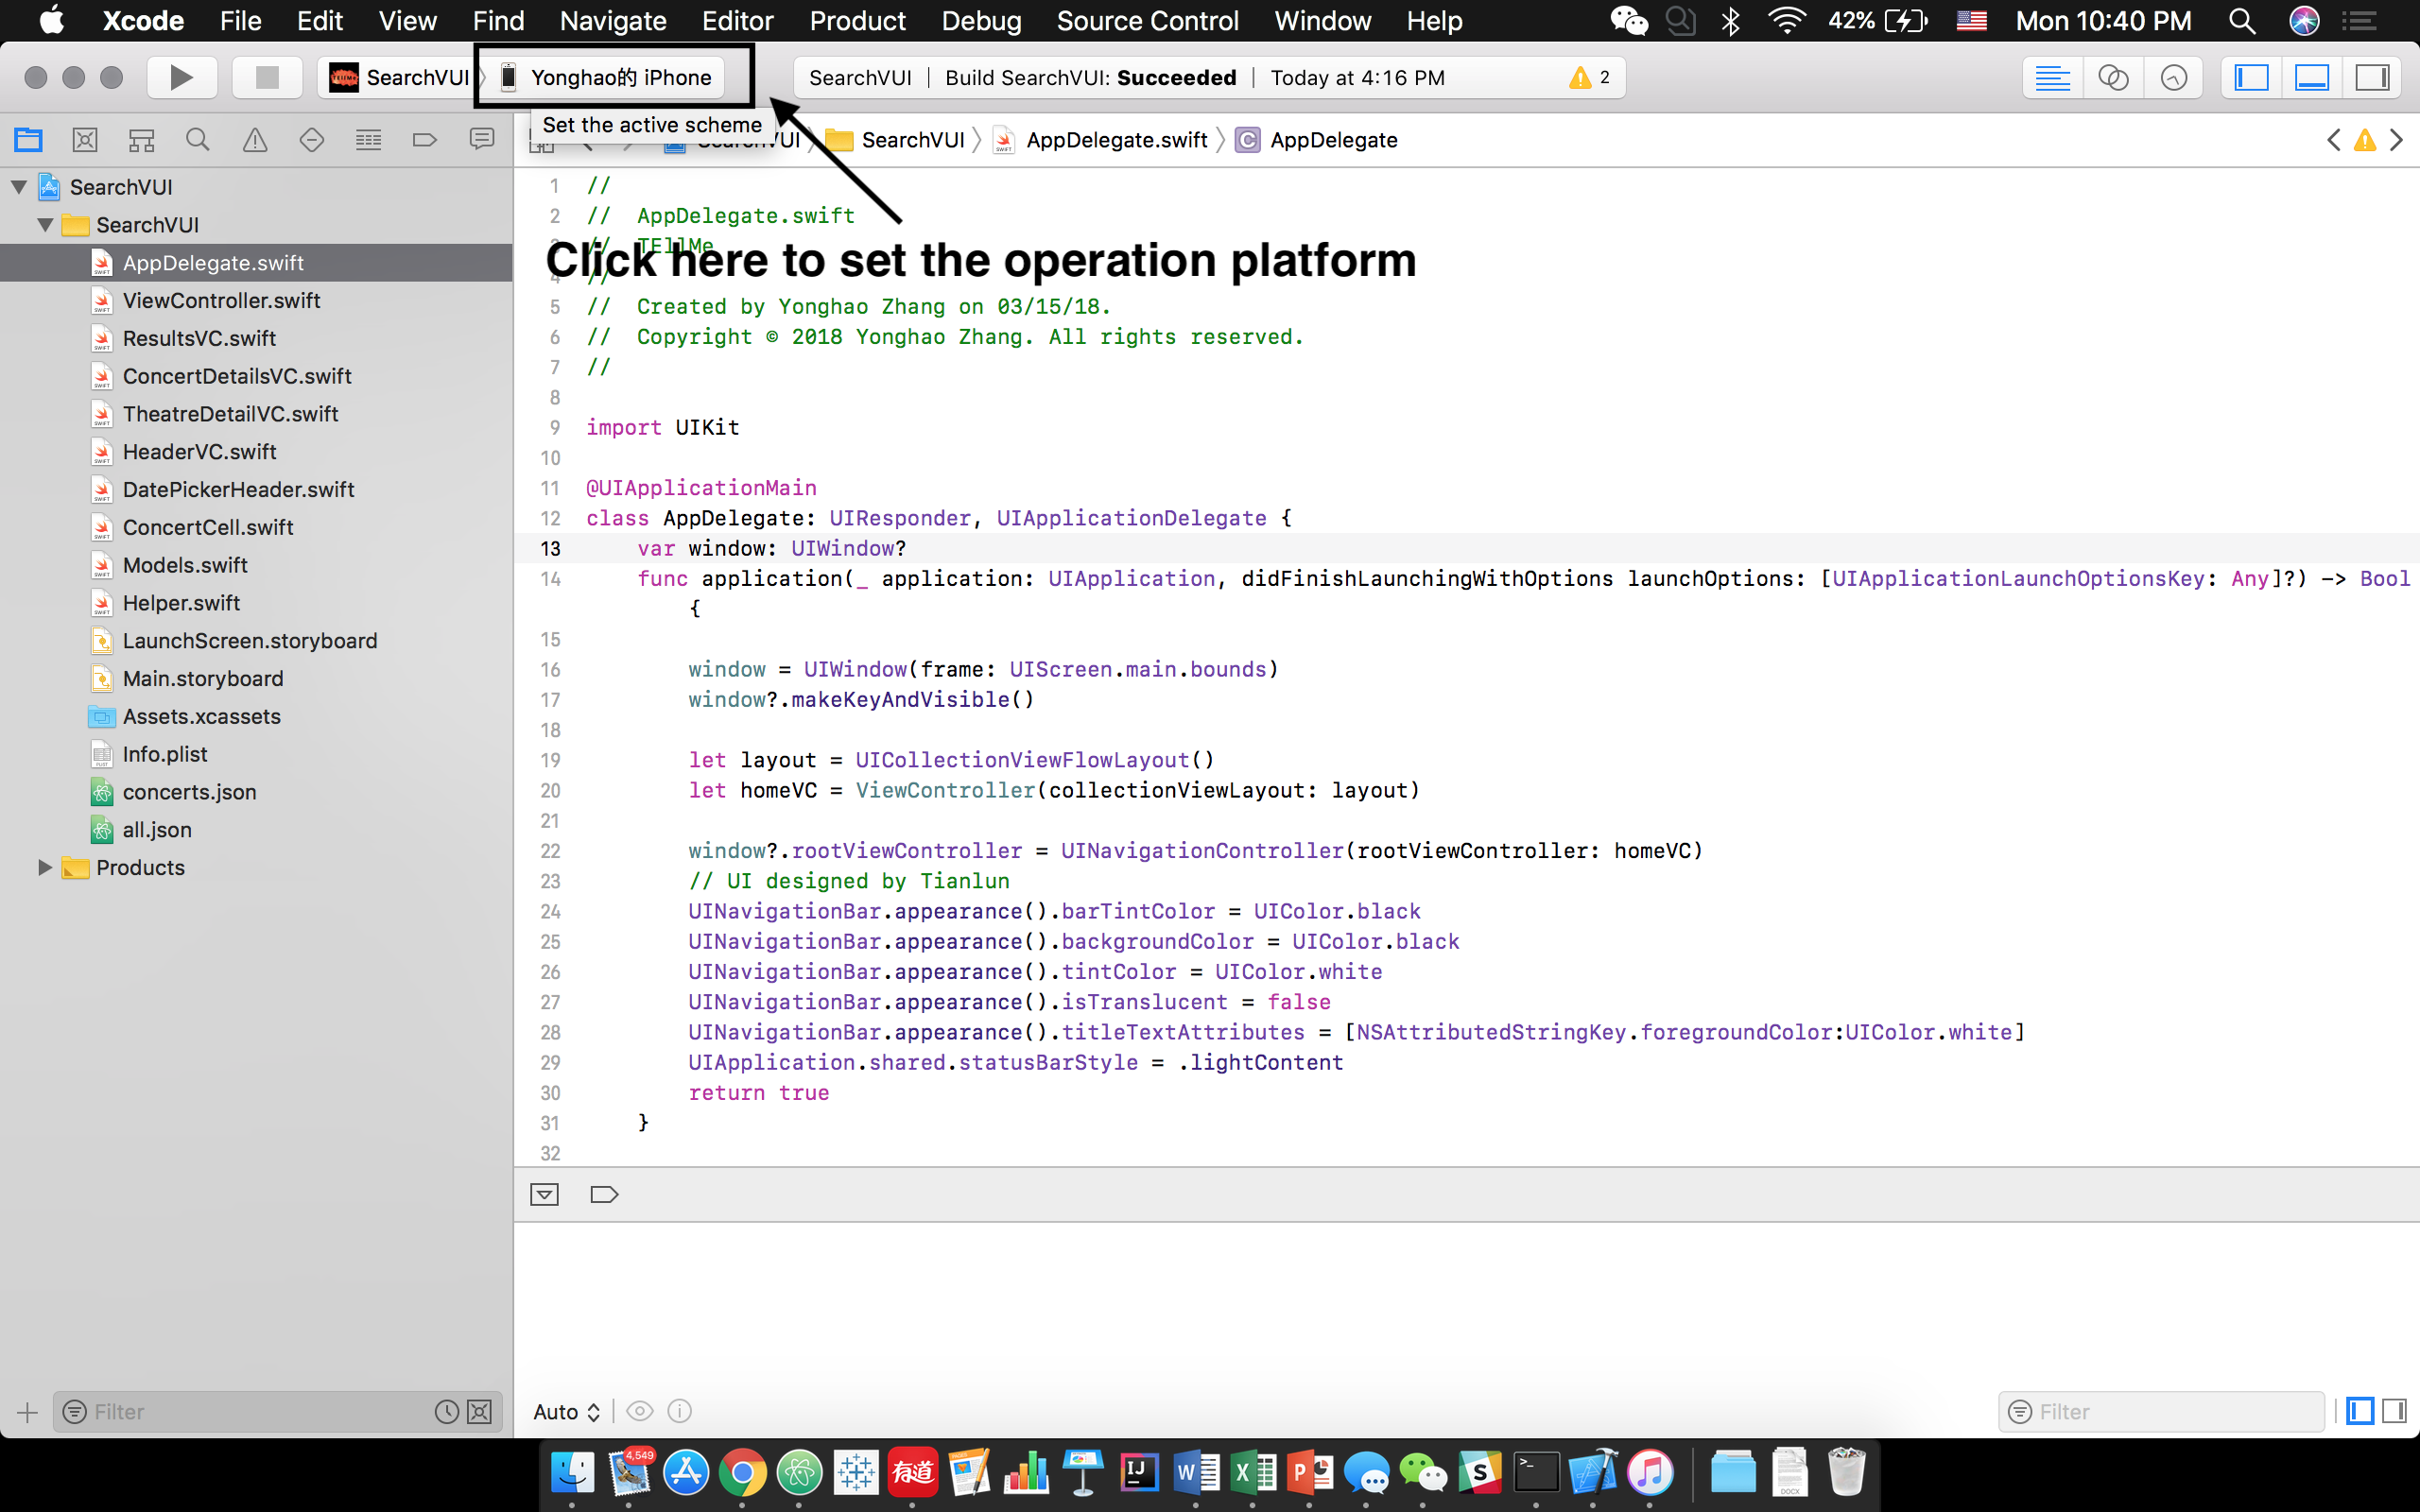 Xcode File Edit View Find Navigate Editor Product Debug Source Control Window Help 42% Mon 10:40 PM
SearchVUI Yonghao的 iPhone SearchVUI | Build SearchVUI: Succeeded | Today at 4:16 PM 2
Set the active scheme
SearchVUI SearchVUI AppDelegate.swift C AppDelegate
Click here to set the operation platform
SearchVUI
SearchVUI
AppDelegate.swift
ViewController.swift
ResultsVC.swift
ConcertDetailsVC.swift
TheatreDetailVC.swift
HeaderVC.swift
DatePickerHeader.swift
ConcertCell.swift
Models.swift
Helper.swift
LaunchScreen.storyboard
Main.storyboard
Assets.xcassets
Info.plist
concerts.json
all.json
Products
Filter
1 //
2 //  AppDelegate.swift
3 //  TEllMe
4 //
5 //  Created by Yonghao Zhang on 03/15/18.
6 //  Copyright © 2018 Yonghao Zhang. All rights reserved.
7 //
8
9 import UIKit
10
11 @UIApplicationMain
12 class AppDelegate: UIResponder, UIApplicationDelegate {
13     var window: UIWindow?
14     func application(_ application: UIApplication, didFinishLaunchingWithOptions launchOptions: [UIApplicationLaunchOptionsKey: Any]?) -> Bool
{
15
16         window = UIWindow(frame: UIScreen.main.bounds)
17         window?.makeKeyAndVisible()
18
19         let layout = UICollectionViewFlowLayout()
20         let homeVC = ViewController(collectionViewLayout: layout)
21
22         window?.rootViewController = UINavigationController(rootViewController: homeVC)
23         // UI designed by Tianlun
24         UINavigationBar.appearance().barTintColor = UIColor.black
25         UINavigationBar.appearance().backgroundColor = UIColor.black
26         UINavigationBar.appearance().tintColor = UIColor.white
27         UINavigationBar.appearance().isTranslucent = false
28         UINavigationBar.appearance().titleTextAttributes = [NSAttributedStringKey.foregroundColor:UIColor.white]
29         UIApplication.shared.statusBarStyle = .lightContent
30         return true
31     }
32
Auto Filter
4,549 有道 IJ W X P S >_ DOCX